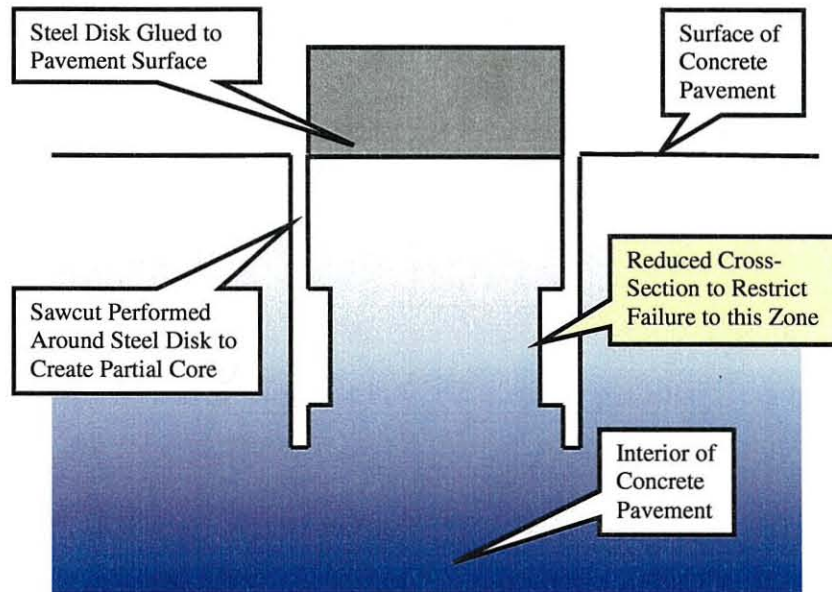 Steel Disk Glued to
Pavement Surface
Surface of
Concrete
Pavement
Sawcut Performed
Around Steel Disk to
Create Partial Core
Reduced Cross-
Section to Restrict
Failure to this Zone
Interior of
Concrete
Pavement